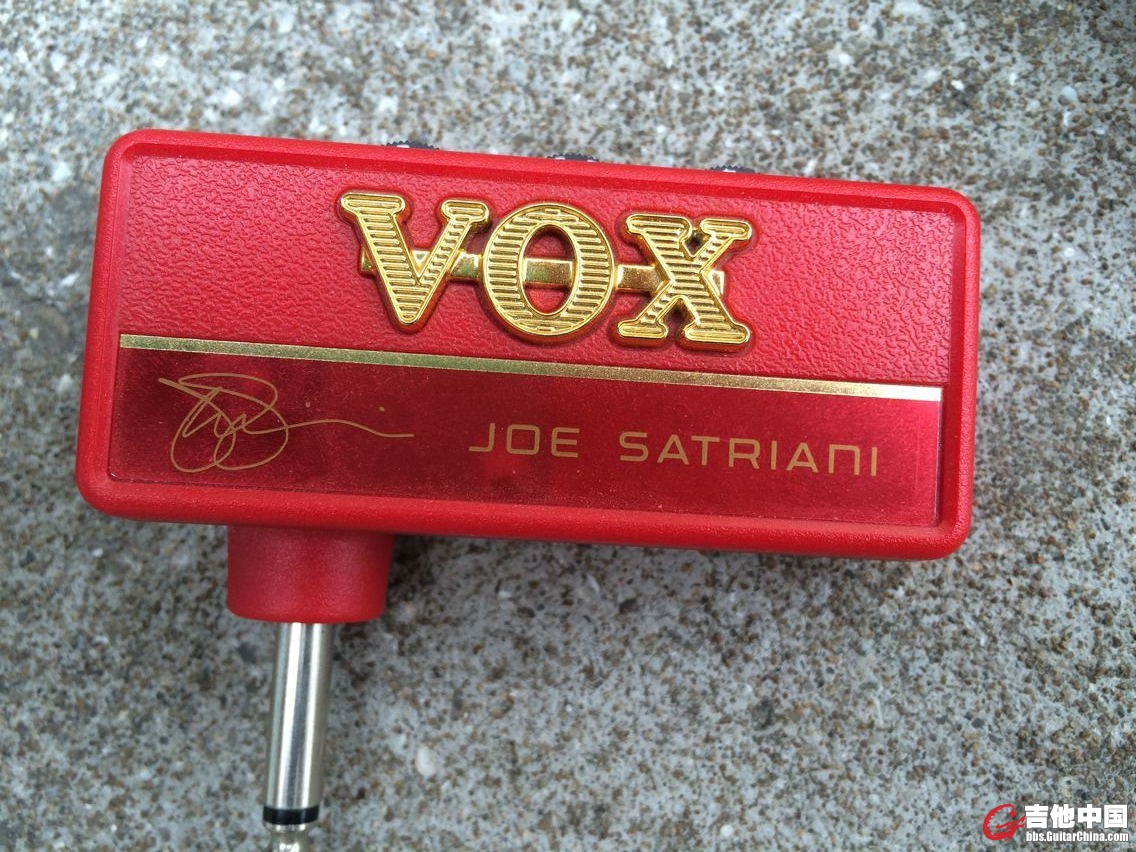 VOX
JOE SATRIANI
吉他中国
bbs.GuitarChina.com